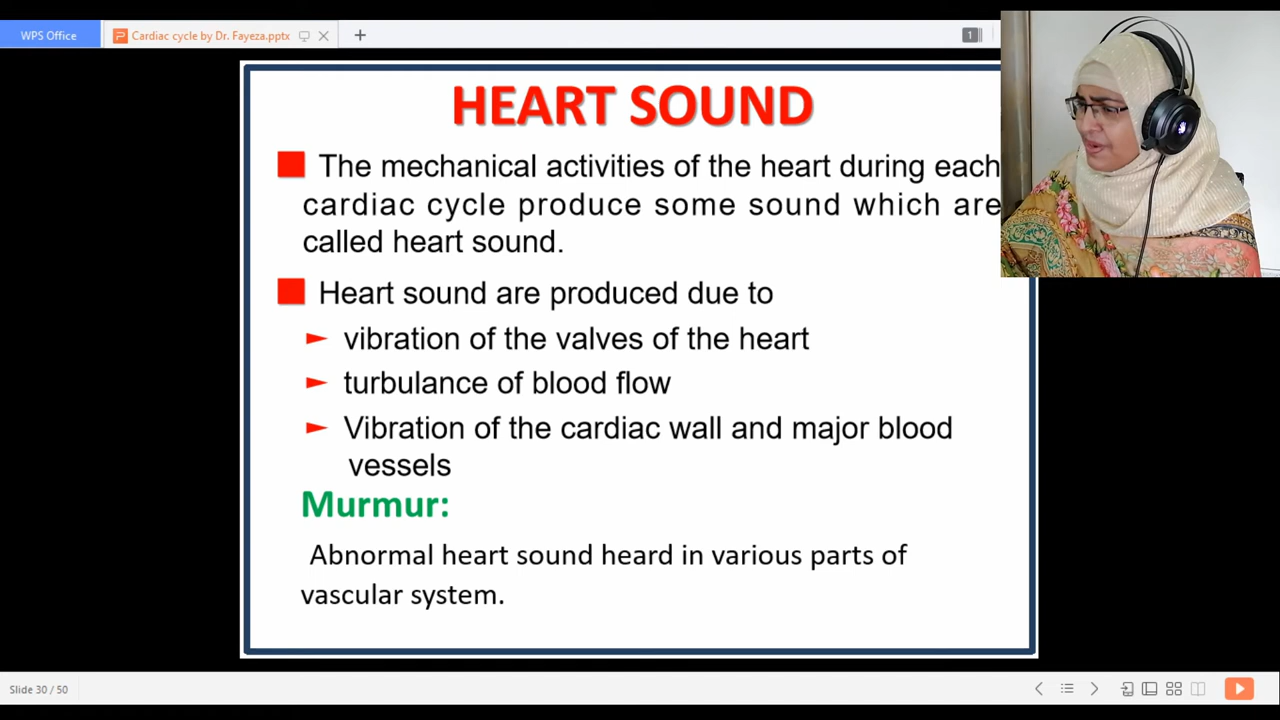 WPS Office
Cardiac cycle by Dr. Fayeza.pptx
1
HEART SOUND
The mechanical activities of the heart during each
cardiac cycle produce some sound which are
called heart sound.
Heart sound are produced due to
vibration of the valves of the heart
turbulance of blood flow
Vibration of the cardiac wall and major blood
vessels
Murmur:
Abnormal heart sound heard in various parts of
vascular system.
Slide 30 / 50